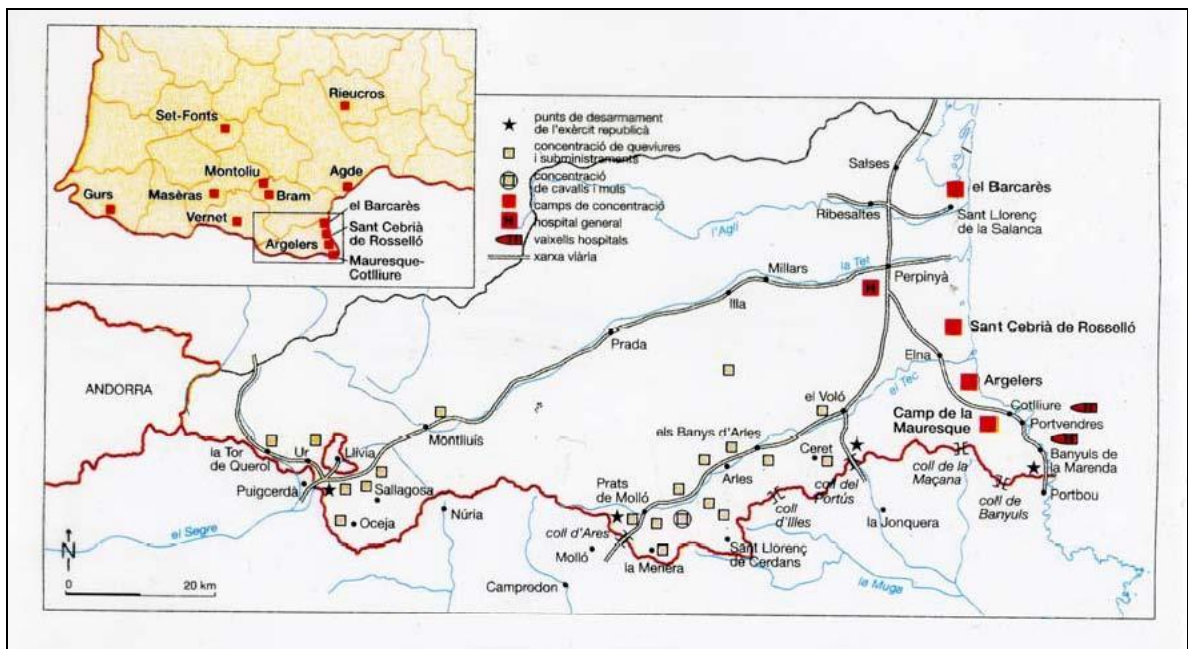 Rieucros
Set-Fonts
Montoliu
Agde
Gurs
Masèras
Bram
Vernet
el Barcarès
Sant Cebrià
de Rosselló
Argelers
Mauresque-
Cotlliure
punts de desarmament
de l'exèrcit republicà
concentració de queviures
i subministraments
concentració
de cavalls i muls
camps de concentració
H hospital general
vaixells hospitals
xarxa viària
Salses
el Barcarès
Ribesaltes
Sant Llorenç
de la Salanca
l'Aglí
Millars
la Tet
Perpinyà
H
Illa
Prada
Sant Cebrià de Rosselló
Elna
ANDORRA
el Tec
Argelers
el Voló
Cotlliure
Camp de la
Mauresque
Portvendres
Montlluís
els Banys d'Arles
la Tor
de Querol
Ur
Llívia
Ceret
Banyuls de
la Marenda
Arles
coll de la
Maçana
Puigcerdà
Sallagosa
Prats
de Molló
coll del
Portús
coll de
Banyuls
Portbou
coll
d'Illes
Oceja
Núria
el Segre
coll d'Ares
la Jonquera
N
Molló
la Menera
Sant Llorenç
de Cerdans
0 20 km
Camprodon
la Muga